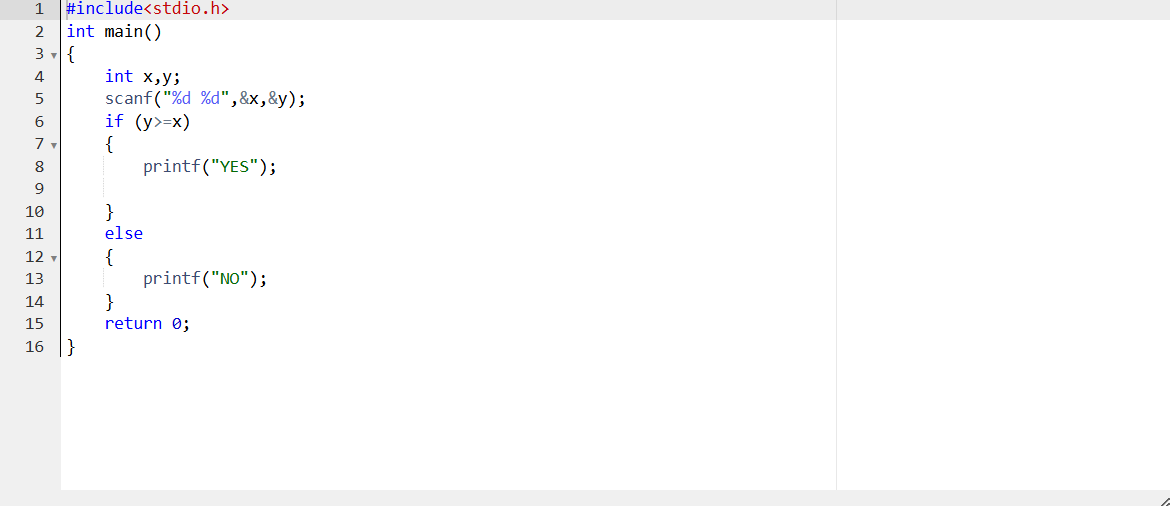 1 #include<stdio.h>
2 int main()
3 {
4 int x,y;
5 scanf("%d %d",&x,&y);
6 if (y>=x)
7 {
8 printf("YES");
9
10 }
11 else
12 {
13 printf("NO");
14 }
15 return 0;
16 }